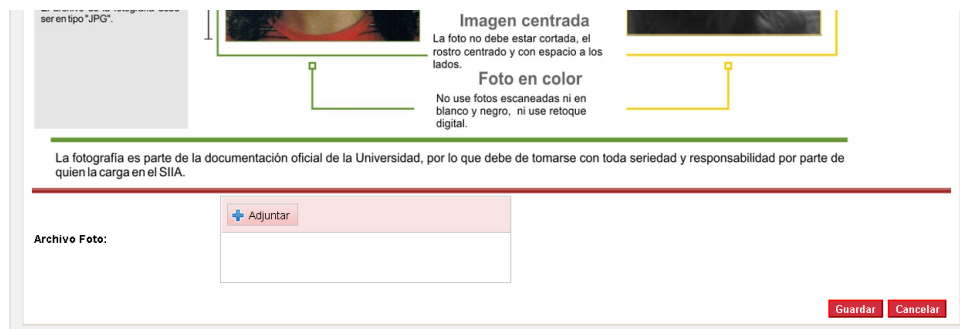 ser en tipo "JPG".
Imagen centrada
La foto no debe estar cortada, el
rostro centrado y con espacio a los
lados.
Foto en color
No use fotos escaneadas ni en
blanco y negro, ni use retoque
digital.
La fotografía es parte de la documentación oficial de la Universidad, por lo que debe de tomarse con toda seriedad y responsabilidad por parte de
quien la carga en el SIIA.
Adjuntar
Archivo Foto:
Guardar Cancelar